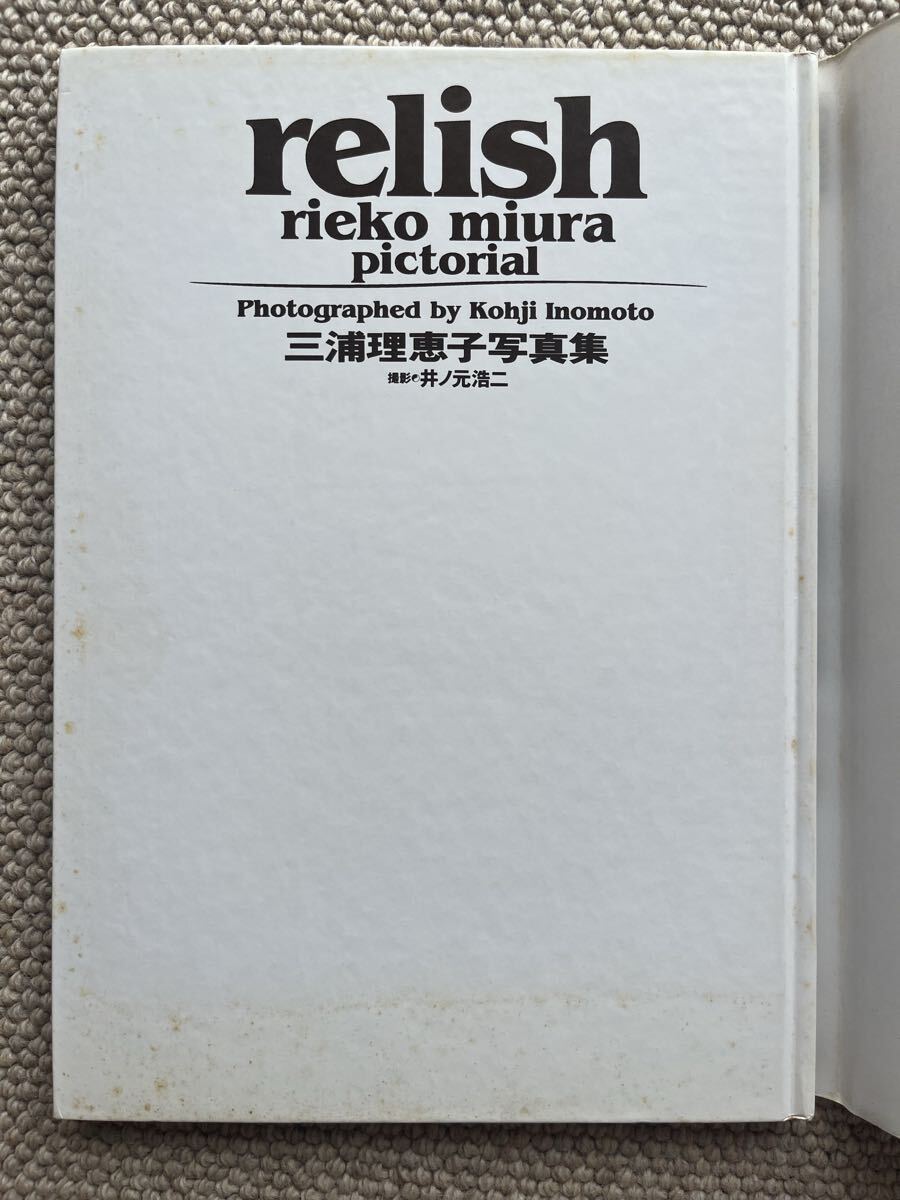 relish
rieko miura
pictorial
Photographed by Kohji Inomoto
三浦理恵子写真集
撮影●井ノ元浩二